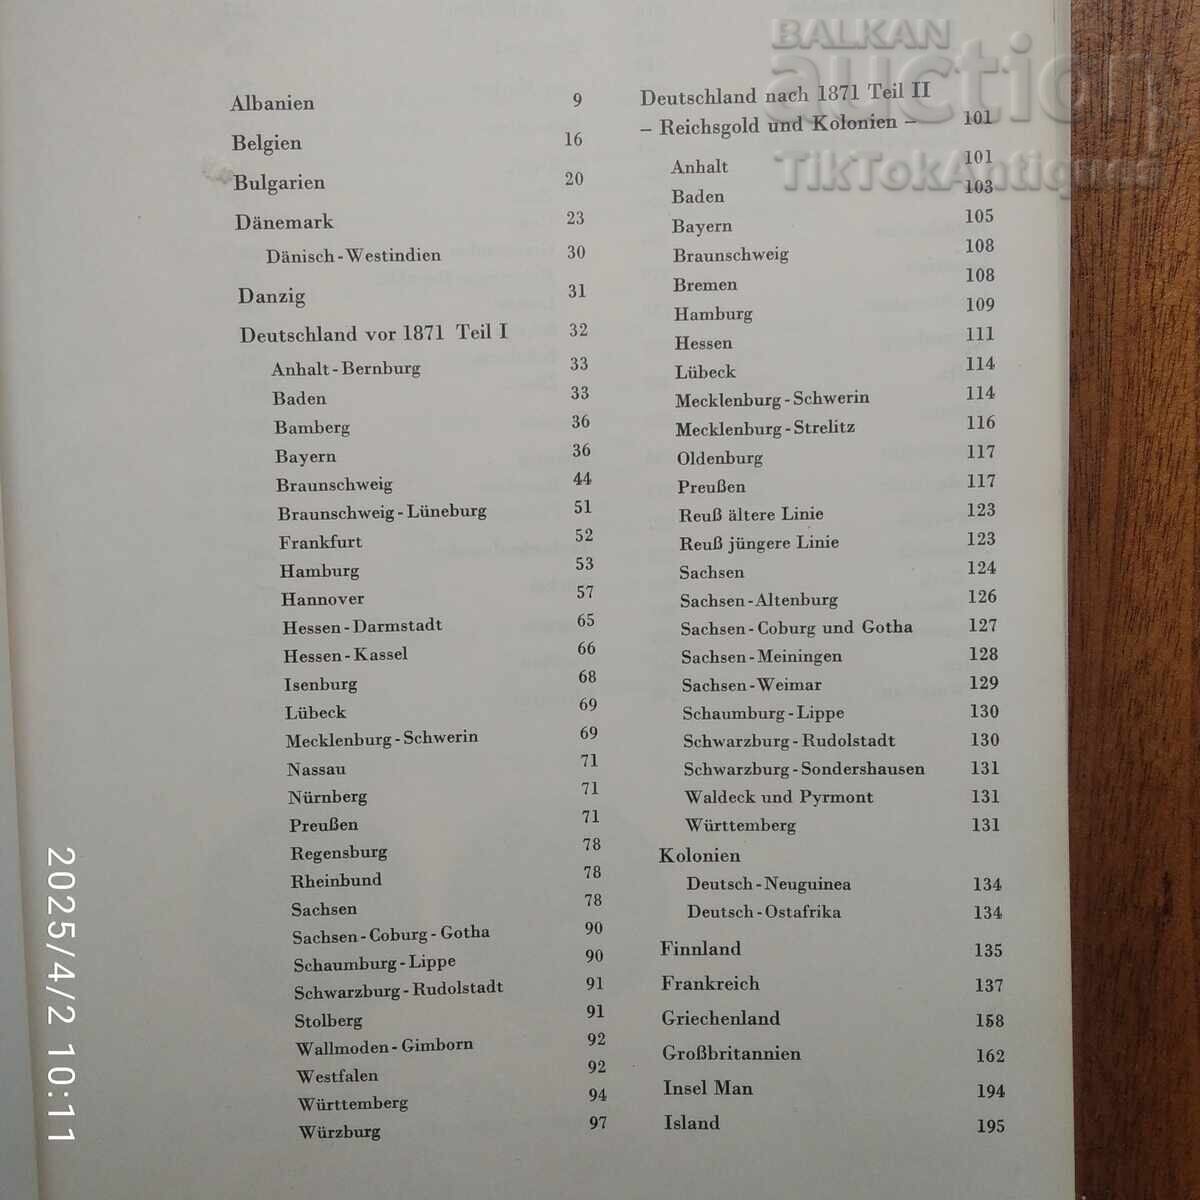 BALKAN
auction
TikTokAntiques
Albanien 9
Belgien 16
Bulgarien 20
Dänemark 23
Dänisch-Westindien 30
Danzig 31
Deutschland vor 1871 Teil I 32
Anhalt-Bernburg 33
Baden 33
Bamberg 36
Bayern 36
Braunschweig 44
Braunschweig-Lüneburg 51
Frankfurt 52
Hamburg 53
Hannover 57
Hessen-Darmstadt 65
Hessen-Kassel 66
Isenburg 68
Lübeck 69
Mecklenburg-Schwerin 69
Nassau 71
Nürnberg 71
Preußen 71
Regensburg 78
Rheinbund 78
Sachsen 78
Sachsen-Coburg-Gotha 90
Schaumburg-Lippe 90
Schwarzburg-Rudolstadt 91
Stolberg 91
Wallmoden-Gimborn 92
Westfalen 92
Württemberg 94
Würzburg 97
Deutschland nach 1871 Teil II
– Reichsgold und Kolonien – 101
Anhalt 101
Baden 103
Bayern 105
Braunschweig 108
Bremen 108
Hamburg 109
Hessen 111
Lübeck 114
Mecklenburg-Schwerin 114
Mecklenburg-Strelitz 116
Oldenburg 117
Preußen 117
Reuß ältere Linie 123
Reuß jüngere Linie 123
Sachsen 124
Sachsen-Altenburg 126
Sachsen-Coburg und Gotha 127
Sachsen-Meiningen 128
Sachsen-Weimar 129
Schaumburg-Lippe 130
Schwarzburg-Rudolstadt 130
Schwarzburg-Sondershausen 131
Waldeck und Pyrmont 131
Württemberg 131
Kolonien
Deutsch-Neuguinea 134
Deutsch-Ostafrika 134
Finnland 135
Frankreich 137
Griechenland 158
Großbritannien 162
Insel Man 194
Island 195
2025/4/2 10:11